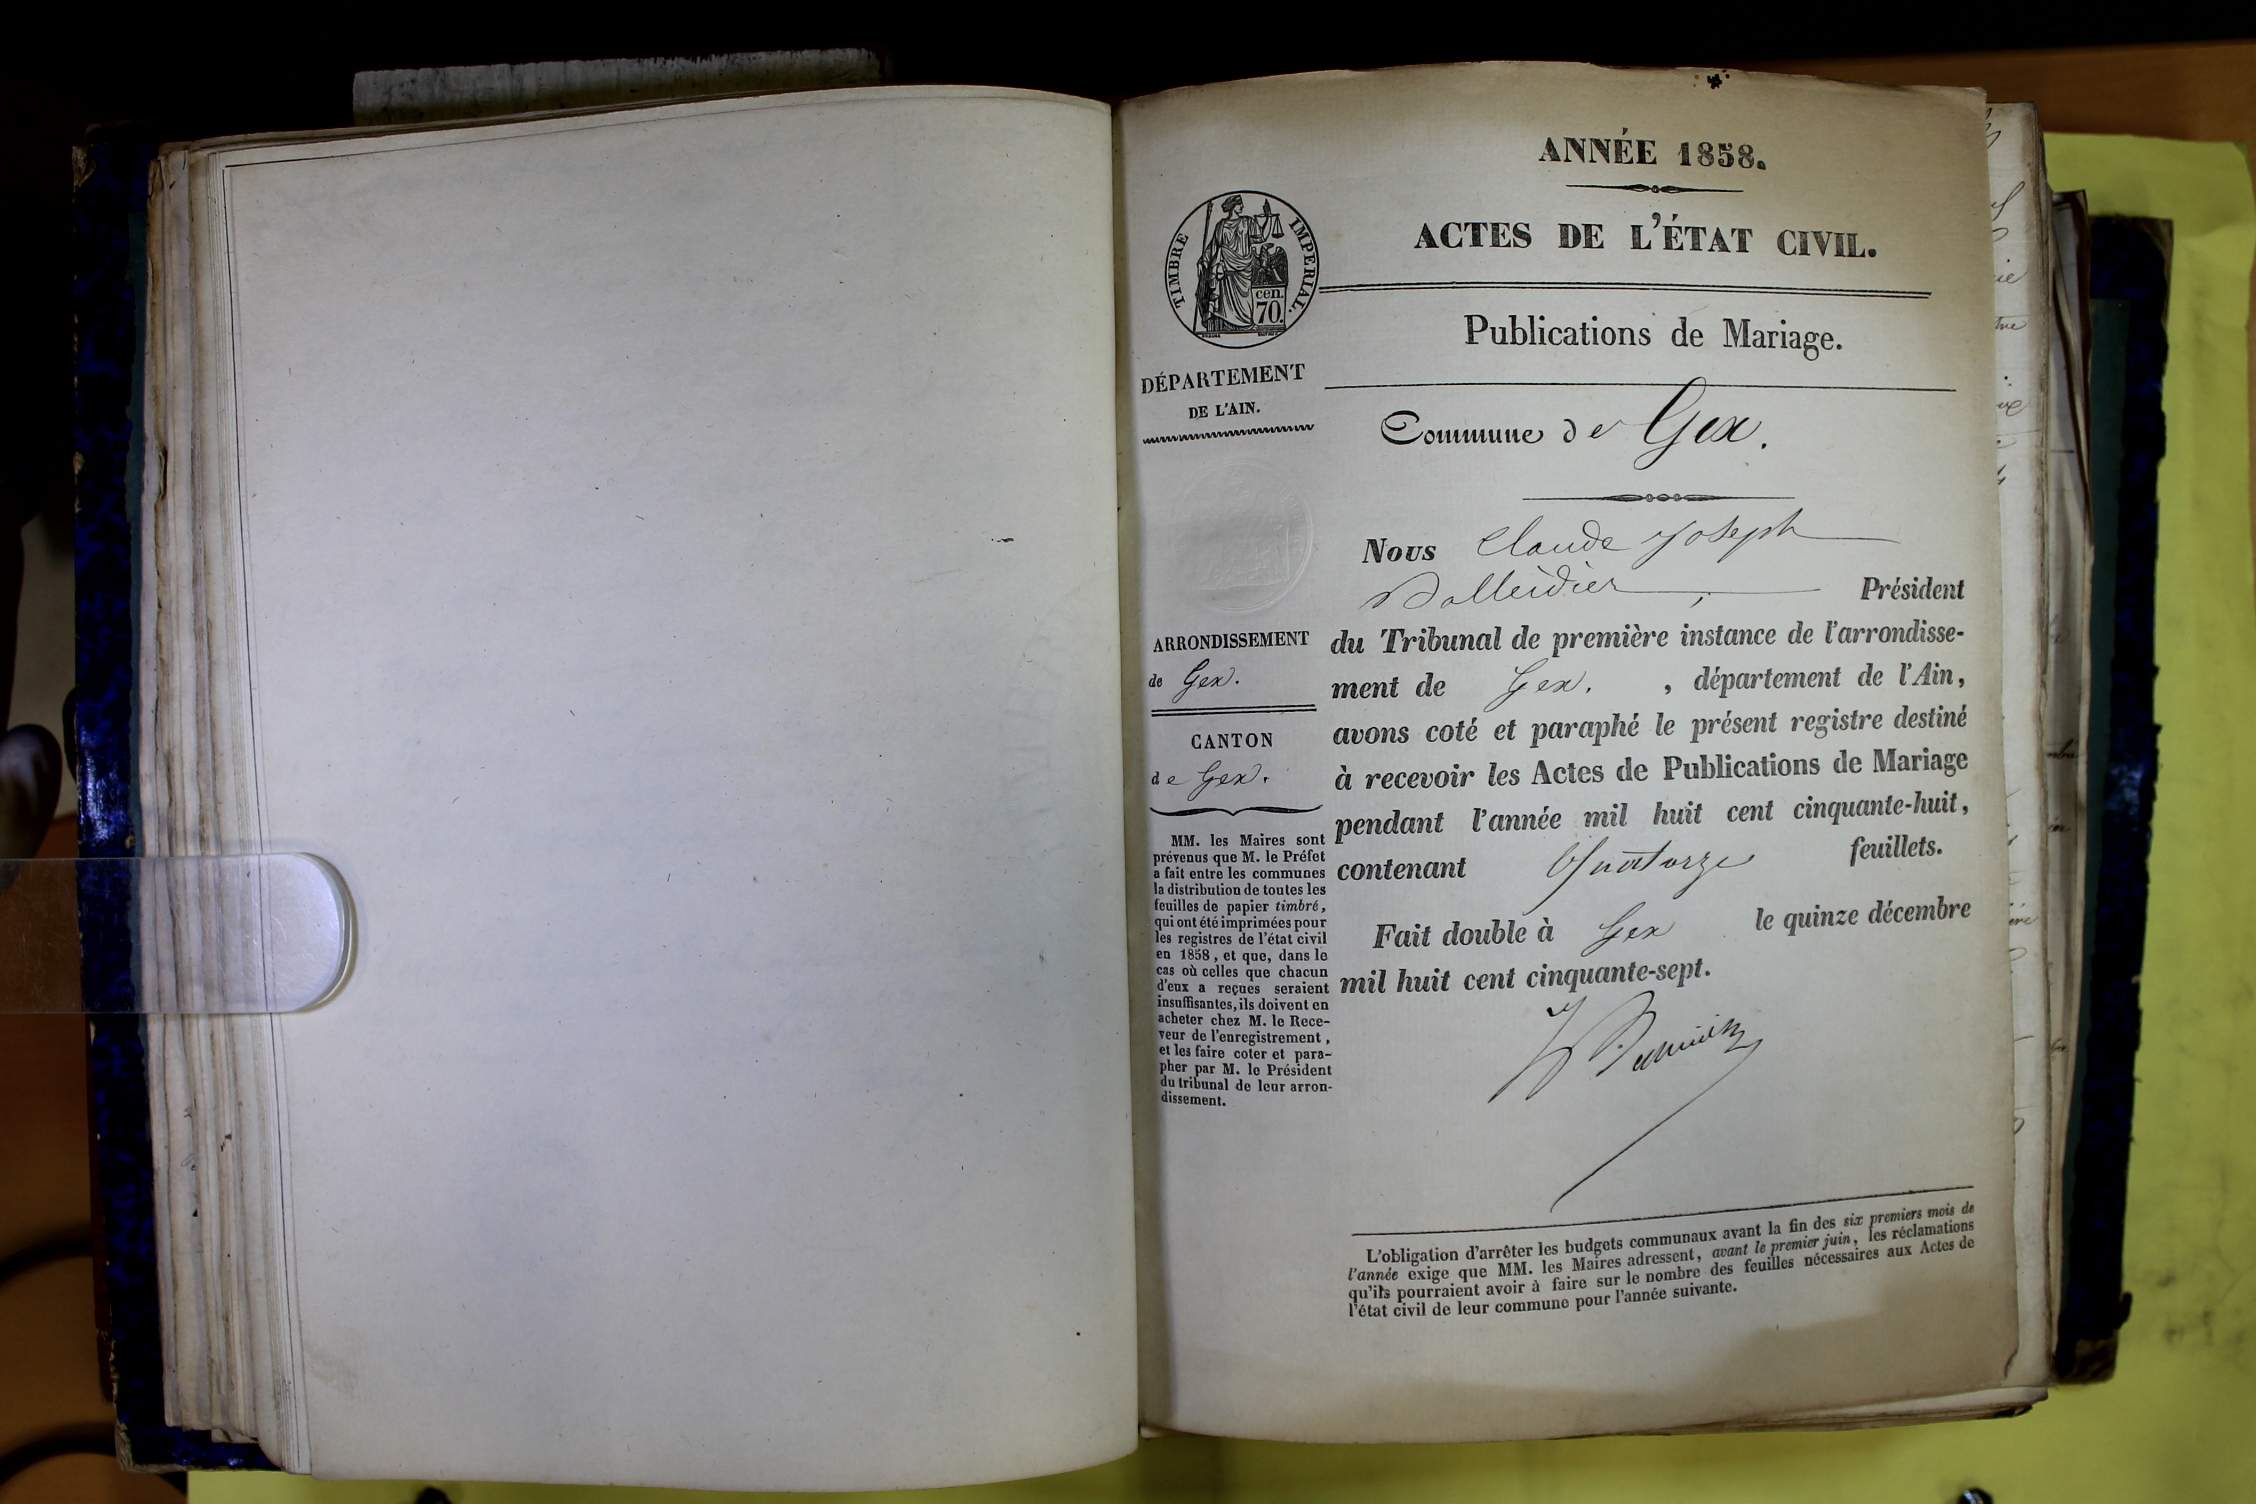 ANNÉE 1858.
ACTES DE L'ÉTAT CIVIL.
TIMBRE IMPERIAL.
cen.
70.
Publications de Mariage.
DÉPARTEMENT
DE L'AIN.
Commune de Gex.
ARRONDISSEMENT
de Gex.
CANTON
de Gex.
MM. les Maires sont
prévenus que M. le Préfet
a fait entre les communes
la distribution de toutes les
feuilles de papier timbré,
qui ont été imprimées pour
les registres de l'état civil
en 1858, et que, dans le
cas où celles que chacun
d'eux a reçues seraient
insuffisantes, ils doivent en
acheter chez M. le Rece-
veur de l'enregistrement,
et les faire coter et para-
pher par M. le Président
du tribunal de leur arron-
dissement.
Nous Claude Joseph
Président
du Tribunal de première instance de l'arrondisse-
ment de Gex. , département de l'Ain,
avons coté et paraphé le présent registre destiné
à recevoir les Actes de Publications de Mariage
pendant l'année mil huit cent cinquante-huit,
contenant Quatorze feuillets.
Fait double à Gex le quinze décembre
mil huit cent cinquante-sept.
L'obligation d'arrêter les budgets communaux avant la fin des six premiers mois de
l'année exige que MM. les Maires adressent, avant le premier juin, les réclamations
qu'ils pourraient avoir à faire sur le nombre des feuilles nécessaires aux Actes de
l'état civil de leur commune pour l'année suivante.